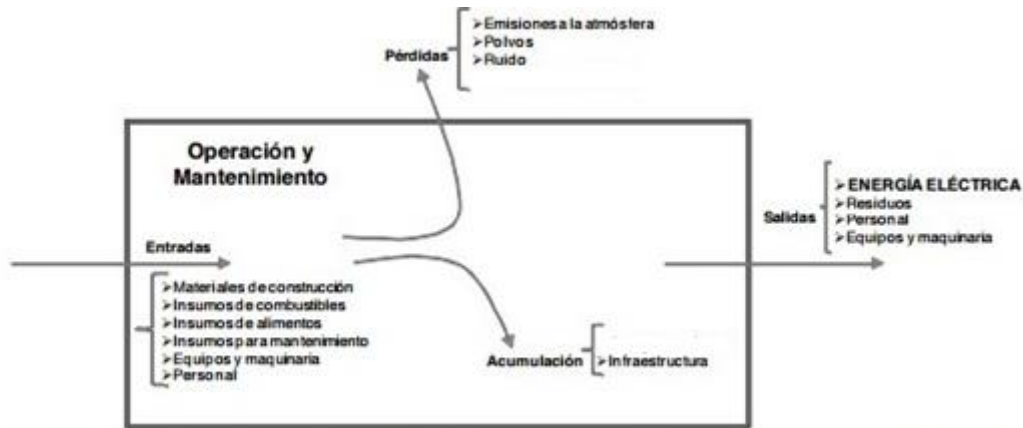 Pérdidas
➢Emisiones a la atmósfera
➢Polvos
➢Ruido
Operación y
Mantenimiento
Entradas
➢Materiales de construcción
➢Insumos de combustibles
➢Insumos de alimentos
➢Insumos para mantenimiento
➢Equipos y maquinaria
➢Personal
Acumulación
➢Infraestructura
Salidas
➢ENERGÍA ELÉCTRICA
➢Residuos
➢Personal
➢Equipos y maquinaria